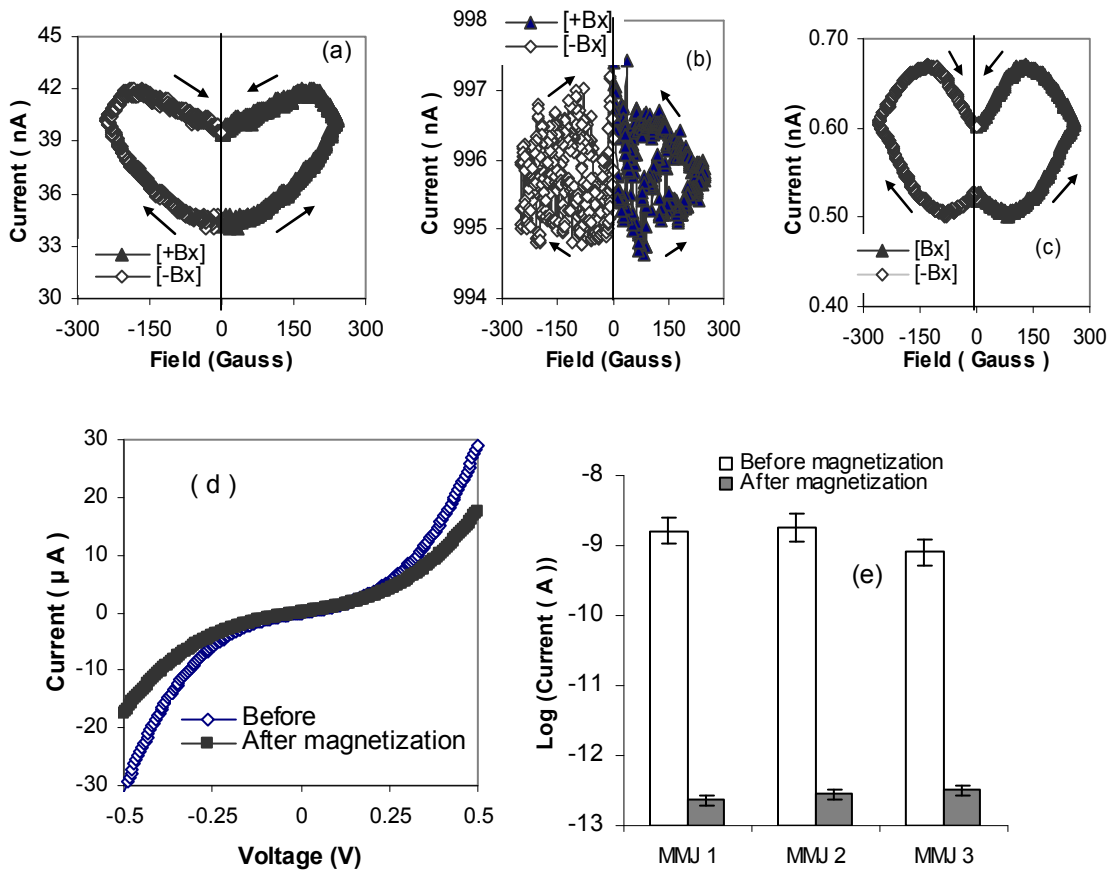 45
42
39
36
33
30
Current ( nA)
(a)
[+Bx]
[-Bx]
-300 -150 0 150 300
Field (Gauss)
998
997
996
995
994
Current ( nA)
[+Bx]
[-Bx]
(b)
-300 -150 0 150 300
Field (Gauss)
0.70
0.60
0.50
0.40
Current (nA)
[Bx]
[-Bx]
(c)
-300 -150 0 150 300
Field ( Gauss )
30
20
10
0
-10
-20
-30
Current ( µ A)
( d )
Before
After magnetization
-0.5 -0.25 0 0.25 0.5
Voltage (V)
Before magnetization
After magnetization
-8
-9
-10
-11
-12
-13
Log (Current ( A ))
(e)
MMJ 1 MMJ 2 MMJ 3